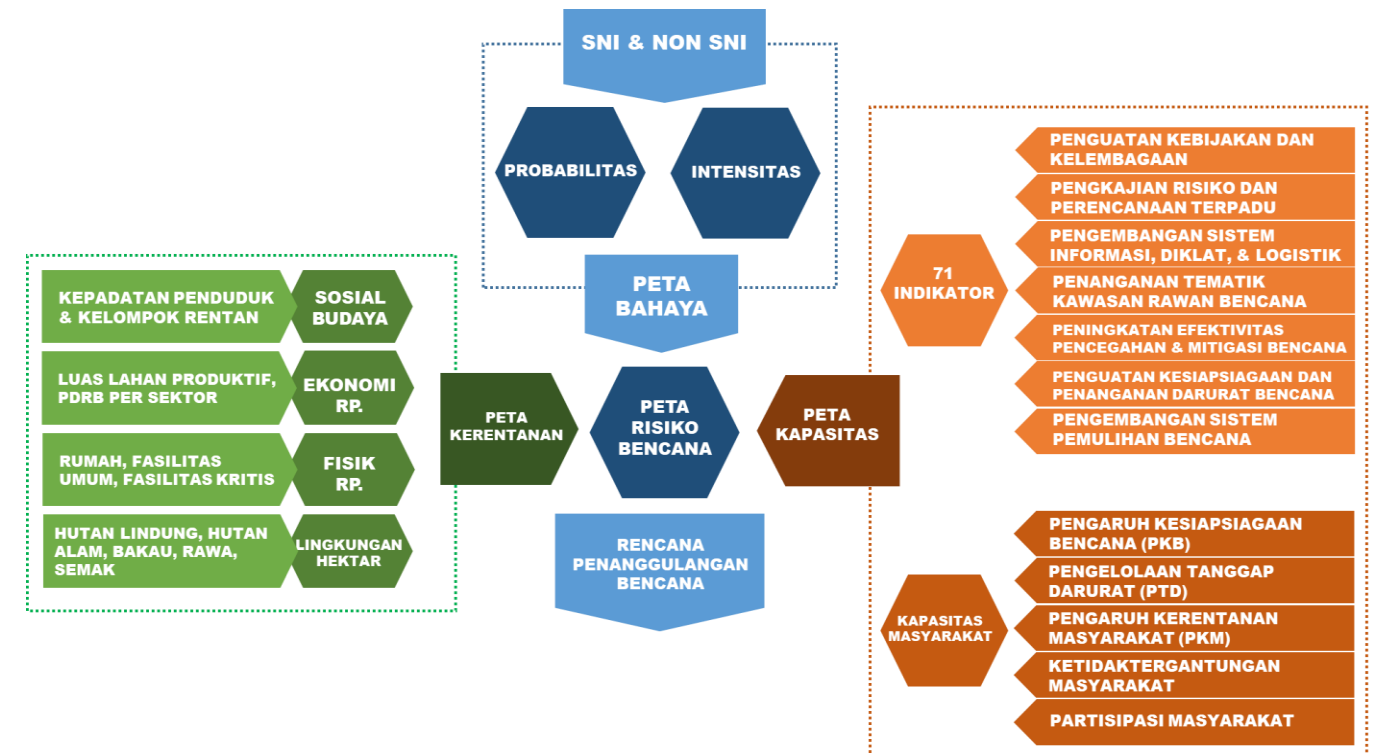 SNI & NON SNI
PROBABILITAS
INTENSITAS
PETA
BAHAYA
KEPADATAN PENDUDUK
& KELOMPOK RENTAN
SOSIAL
BUDAYA
LUAS LAHAN PRODUKTIF,
PDRB PER SEKTOR
EKONOMI
RP.
RUMAH, FASILITAS
UMUM, FASILITAS KRITIS
FISIK
RP.
HUTAN LINDUNG, HUTAN
ALAM, BAKAU, RAWA,
SEMAK
LINGKUNGAN
HEKTAR
PETA
KERENTANAN
PETA
RISIKO
BENCANA
PETA
KAPASITAS
RENCANA
PENANGGULANGAN
BENCANA
71
INDIKATOR
PENGUATAN KEBIJAKAN DAN
KELEMBAGAAN
PENGKAJIAN RISIKO DAN
PERENCANAAN TERPADU
PENGEMBANGAN SISTEM
INFORMASI, DIKLAT, & LOGISTIK
PENANGANAN TEMATIK
KAWASAN RAWAN BENCANA
PENINGKATAN EFEKTIVITAS
PENCEGAHAN & MITIGASI BENCANA
PENGUATAN KESIAPSIAGAAN DAN
PENANGANAN DARURAT BENCANA
PENGEMBANGAN SISTEM
PEMULIHAN BENCANA
KAPASITAS
MASYARAKAT
PENGARUH KESIAPSIAGAAN
BENCANA (PKB)
PENGELOLAAN TANGGAP
DARURAT (PTD)
PENGARUH KERENTANAN
MASYARAKAT (PKM)
KETIDAKTERGANTUNGAN
MASYARAKAT
PARTISIPASI MASYARAKAT